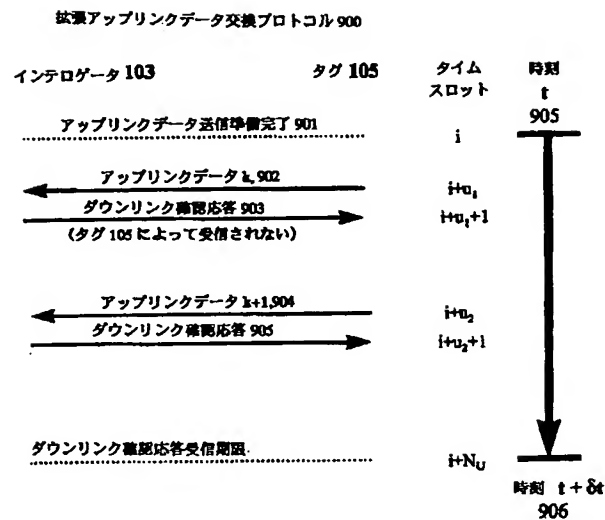 拡張アップリンクデータ交換プロトコル 900
インテロゲータ 103
タグ 105
タイム
スロット
時刻
t
905
アップリンクデータ送信準備完了 901
i
アップリンクデータ k, 902
i+u₁
ダウンリンク確認応答 903
i+u₁+1
(タグ 105 によって受信されない)
アップリンクデータ k+1,904
i+u₂
ダウンリンク確認応答 905
i+u₂+1
ダウンリンク確認応答受信期限
i+N_U
時刻 t + δt
906